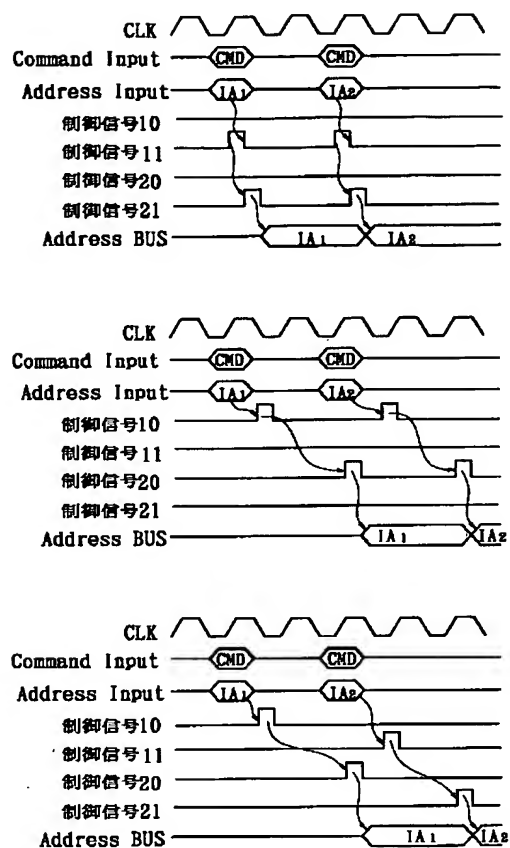 CLK
Command Input CMD CMD
Address Input IA1 IA2
制御信号10
制御信号11
制御信号20
制御信号21
Address BUS IA1 IA2
CLK
Command Input CMD CMD
Address Input IA1 IA2
制御信号10
制御信号11
制御信号20
制御信号21
Address BUS IA1 IA2
CLK
Command Input CMD CMD
Address Input IA1 IA2
制御信号10
制御信号11
制御信号20
制御信号21
Address BUS IA1 IA2